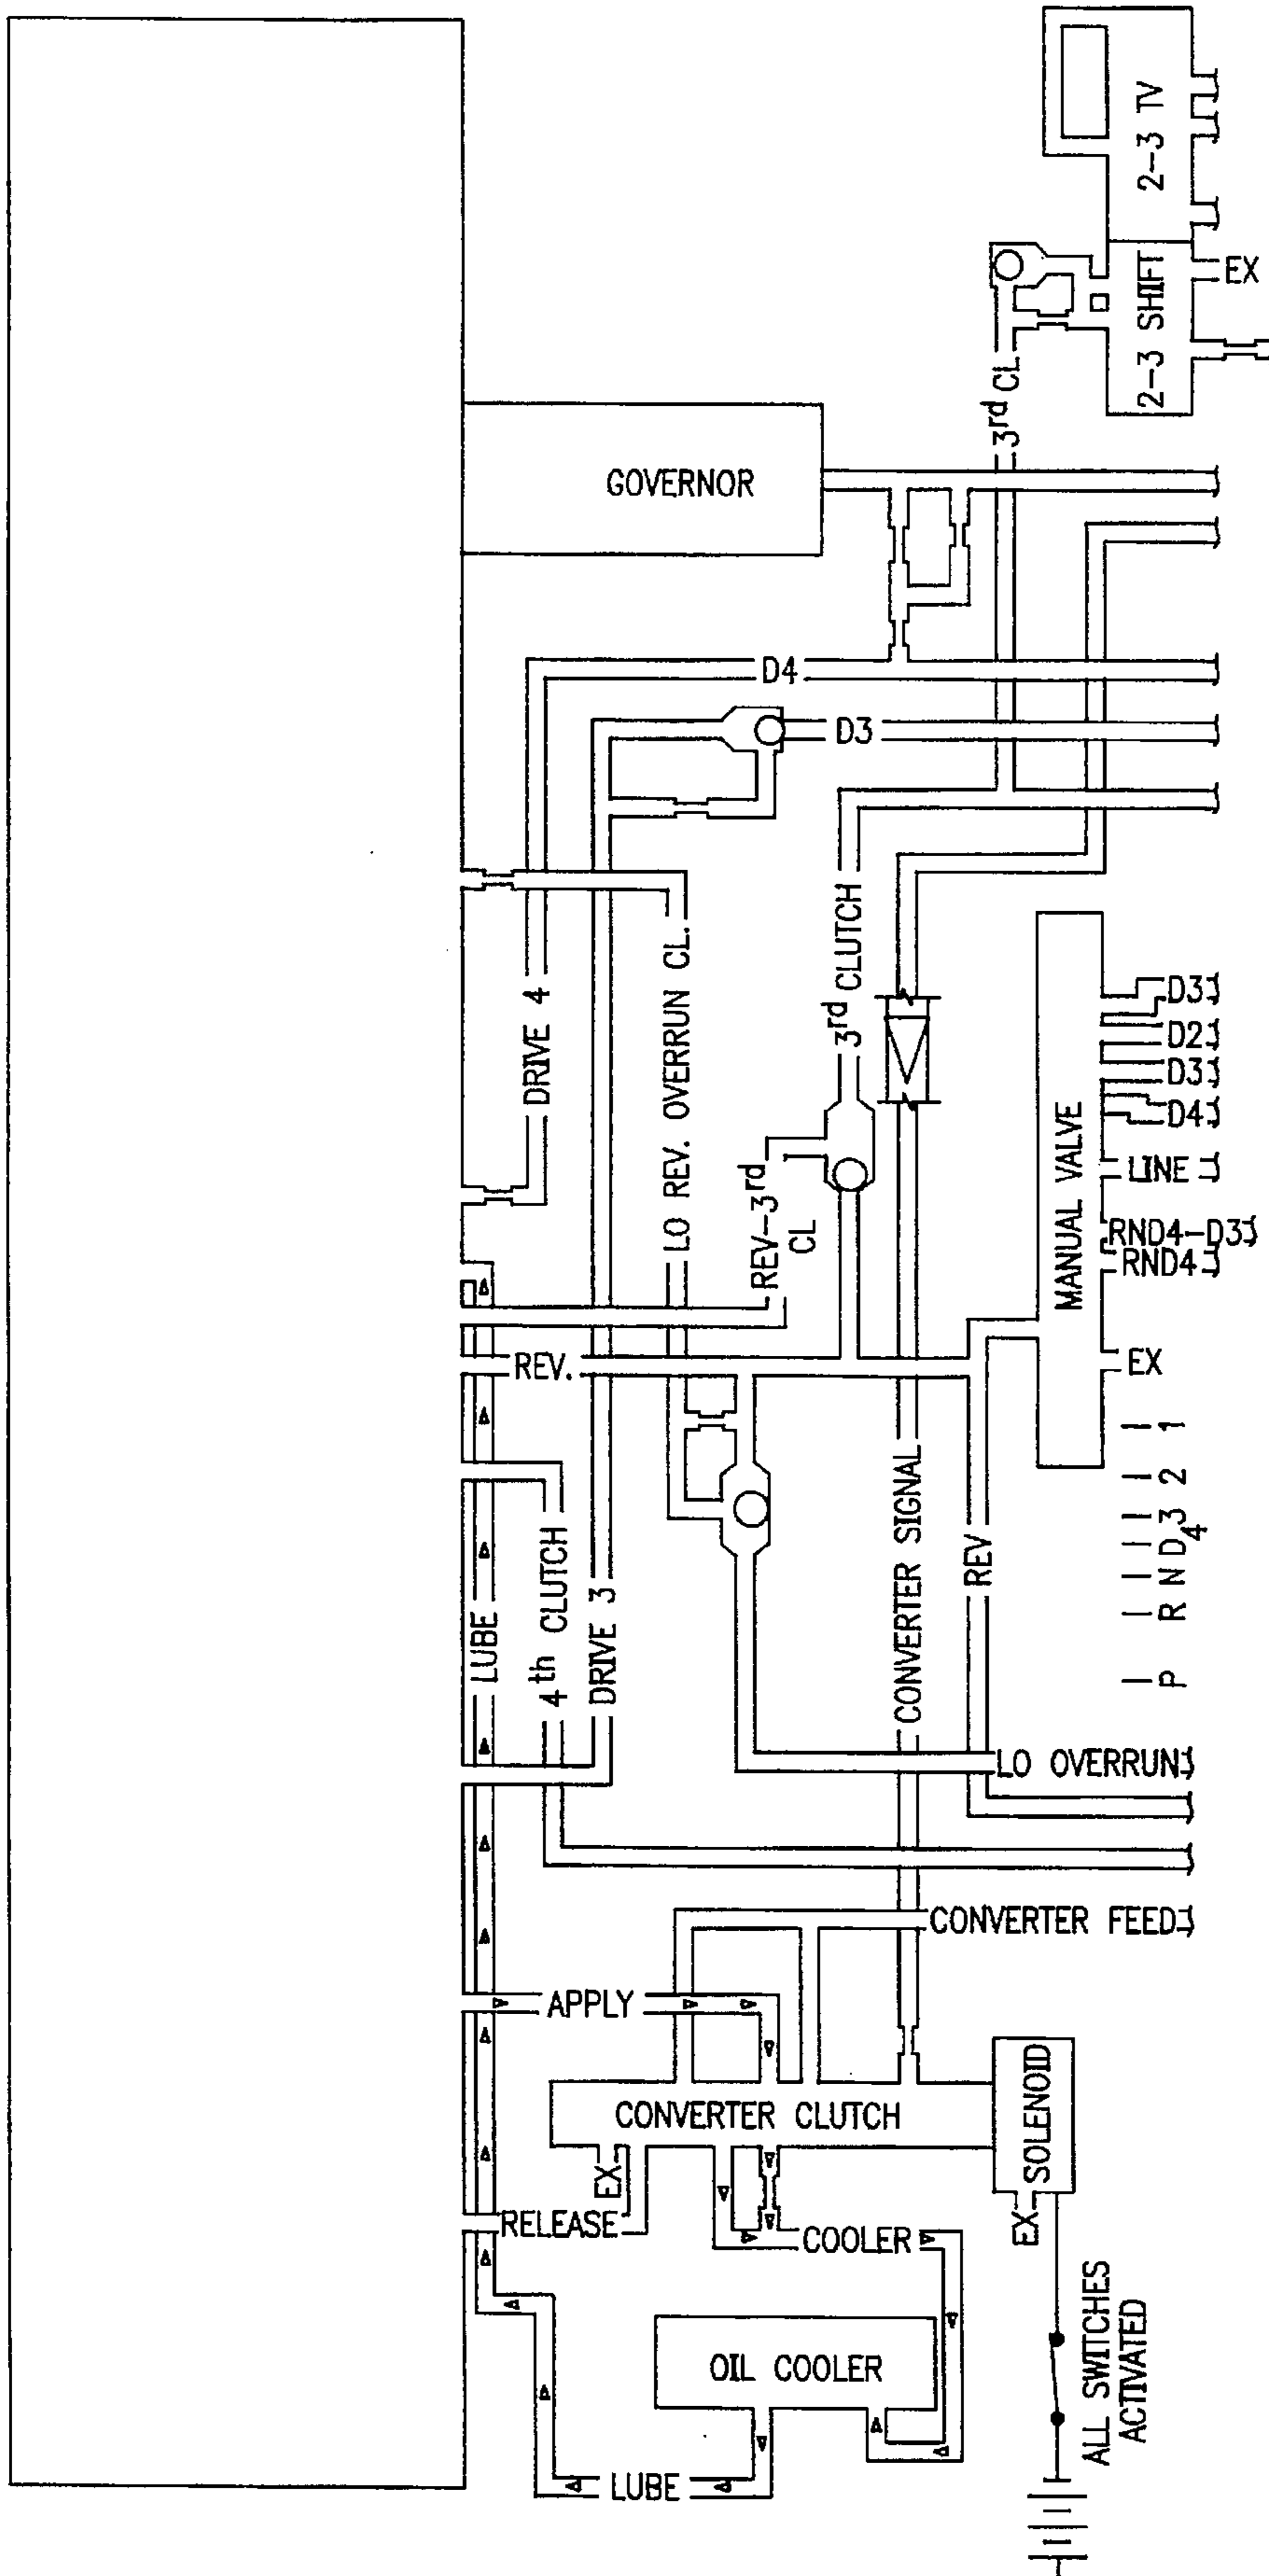 2-3 TV
2-3 SHIFT
EX
3rd CL
GOVERNOR
D4
D3
3rd CLUTCH
LO REV. OVERRUN CL.
DRIVE 4
REV-3rd
CL
MANUAL VALVE
D3
D2
D3
D4
LINE
RND4-D3
RND4
EX
REV.
1
2
3
D4
N
R
P
CONVERTER SIGNAL
REV
LUBE
4th CLUTCH
DRIVE 3
LO OVERRUN
CONVERTER FEED
APPLY
CONVERTER CLUTCH
SOLENOID
EX
EX
RELEASE
COOLER
OIL COOLER
ALL SWITCHES
ACTIVATED
LUBE